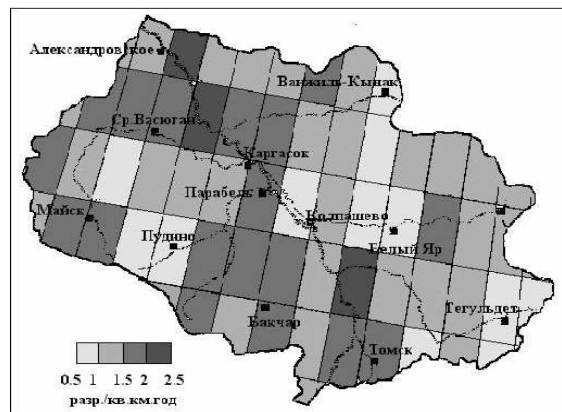 Александровское
Ванжиль-Кынак
Ср.Васюган
Каргасок
Парабель
Майск
Колпашево
Пудино
Белый Яр
Тегульдет
Бакчар
Томск
0.5 1 1.5 2 2.5
разр./кв.км.год